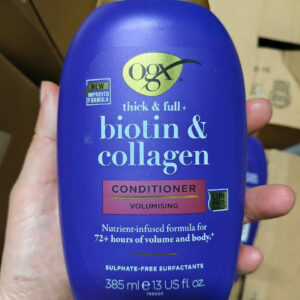 ogx
NEW
IMPROVED
FORMULA
thick & full +
biotin &
collagen
CONDITIONER
VOLUMISING
Nutrient-infused formula for
72+ hours of volume and body.*
SULPHATE-FREE SURFACTANTS
385 ml ℮ 13 US fl. oz.